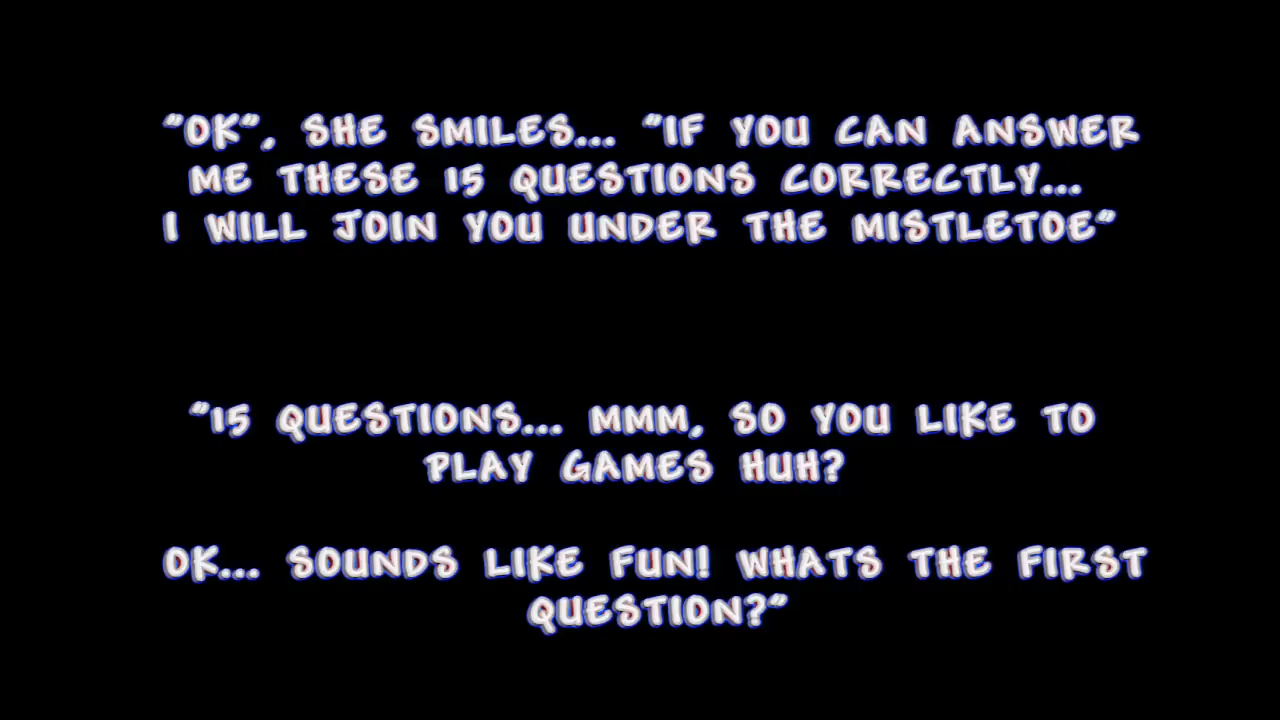 "OK", SHE SMILES... "IF YOU CAN ANSWER
ME THESE 15 QUESTIONS CORRECTLY...
I WILL JOIN YOU UNDER THE MISTLETOE"
"15 QUESTIONS... MMM, SO YOU LIKE TO
PLAY GAMES HUH?
OK... SOUNDS LIKE FUN! WHATS THE FIRST
QUESTION?"